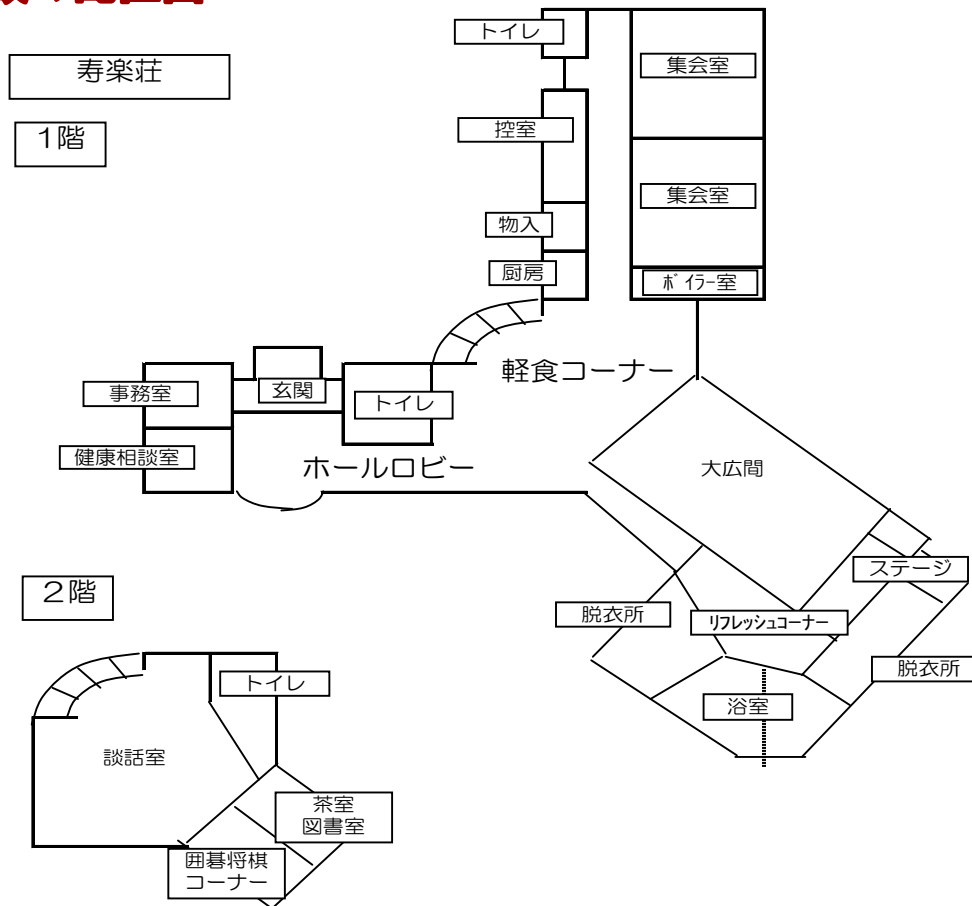 寿楽荘
1階
トイレ
集会室
控室
集会室
物入
厨房
ﾎﾞｲﾗｰ室
軽食コーナー
事務室
玄関
トイレ
健康相談室
ホールロビー
大広間
ステージ
脱衣所
リフレッシュコーナー
脱衣所
浴室
2階
トイレ
談話室
茶室
図書室
囲碁将棋
コーナー